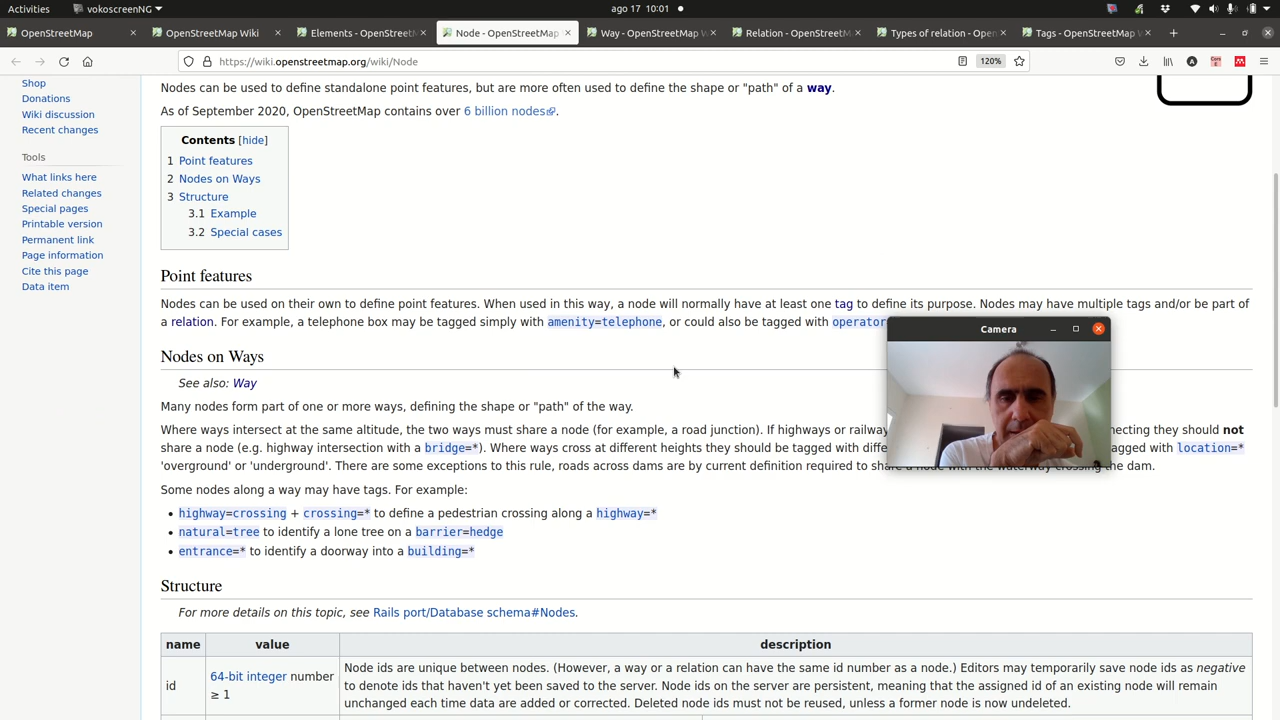 Activities
vokoscreenNG
ago 17 10:01
OpenStreetMap
OpenStreetMap Wiki
Elements - OpenStreetM
Node - OpenStreetMap
Way - OpenStreetMap W
Relation - OpenStreetMa
Types of relation - Open
Tags - OpenStreetMap W
https://wiki.openstreetmap.org/wiki/Node
120%
Shop
Donations
Wiki discussion
Recent changes
Tools
What links here
Related changes
Special pages
Printable version
Permanent link
Page information
Cite this page
Data item
Nodes can be used to define standalone point features, but are more often used to define the shape or "path" of a way.
As of September 2020, OpenStreetMap contains over 6 billion nodes.
Contents [hide]
1 Point features
2 Nodes on Ways
3 Structure
3.1 Example
3.2 Special cases
Point features
Nodes can be used on their own to define point features. When used in this way, a node will normally have at least one tag to define its purpose. Nodes may have multiple tags and/or be part of
a relation. For example, a telephone box may be tagged simply with amenity=telephone, or could also be tagged with operator
Camera
Nodes on Ways
See also: Way
Many nodes form part of one or more ways, defining the shape or "path" of the way.
Where ways intersect at the same altitude, the two ways must share a node (for example, a road junction). If highways or railway necting they should not
share a node (e.g. highway intersection with a bridge=*). Where ways cross at different heights they should be tagged with diffe agged with location=*
'overground' or 'underground'. There are some exceptions to this rule, roads across dams are by current definition required to share a node with the waterway crossing the dam.
Some nodes along a way may have tags. For example:
• highway=crossing + crossing=* to define a pedestrian crossing along a highway=*
• natural=tree to identify a lone tree on a barrier=hedge
• entrance=* to identify a doorway into a building=*
Structure
For more details on this topic, see Rails port/Database schema#Nodes.
name value description
id 64-bit integer number ≥ 1 Node ids are unique between nodes. (However, a way or a relation can have the same id number as a node.) Editors may temporarily save node ids as negative
to denote ids that haven't yet been saved to the server. Node ids on the server are persistent, meaning that the assigned id of an existing node will remain
unchanged each time data are added or corrected. Deleted node ids must not be reused, unless a former node is now undeleted.